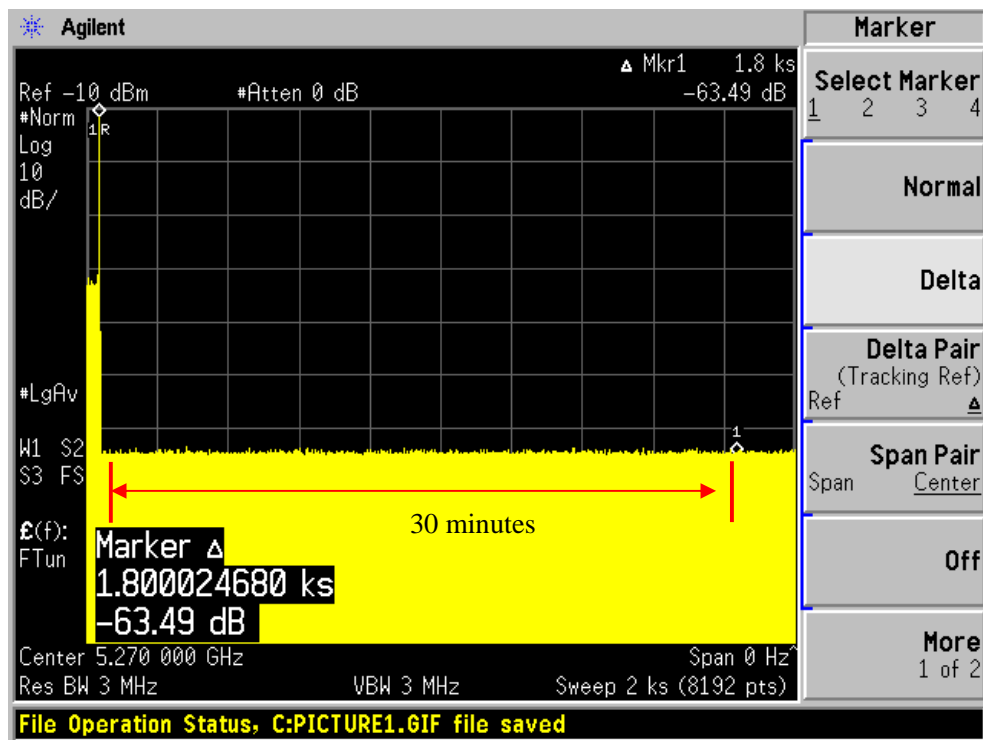 Agilent
Marker
Δ Mkr1 1.8 ks
Ref -10 dBm #Atten 0 dB -63.49 dB
Select Marker
1 2 3 4
#Norm
1R
Log
10
dB/
Normal
Delta
Delta Pair
(Tracking Ref)
Ref Δ
#LgAv
1
W1 S2
S3 FS
Span Pair
Span Center
30 minutes
£(f):
FTun
Marker Δ
1.800024680 ks
-63.49 dB
Off
Center 5.270 000 GHz Span 0 Hz^
Res BW 3 MHz VBW 3 MHz Sweep 2 ks (8192 pts)
More
1 of 2
File Operation Status, C:PICTURE1.GIF file saved